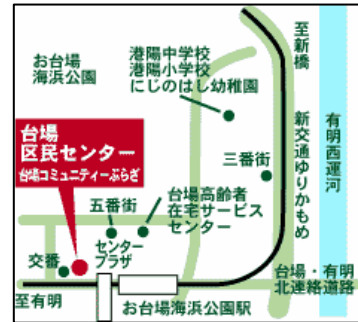 お台場
海浜公園
港陽中学校
港陽小学校
にじのはし幼稚園
至新橋
新交通ゆりかもめ
有明西運河
台場
区民センター
台場コミュニティーぷらざ
三番街
五番街
台場高齢者
在宅サービス
センター
センター
プラザ
交番
台場・有明
北連絡道路
至有明
お台場海浜公園駅